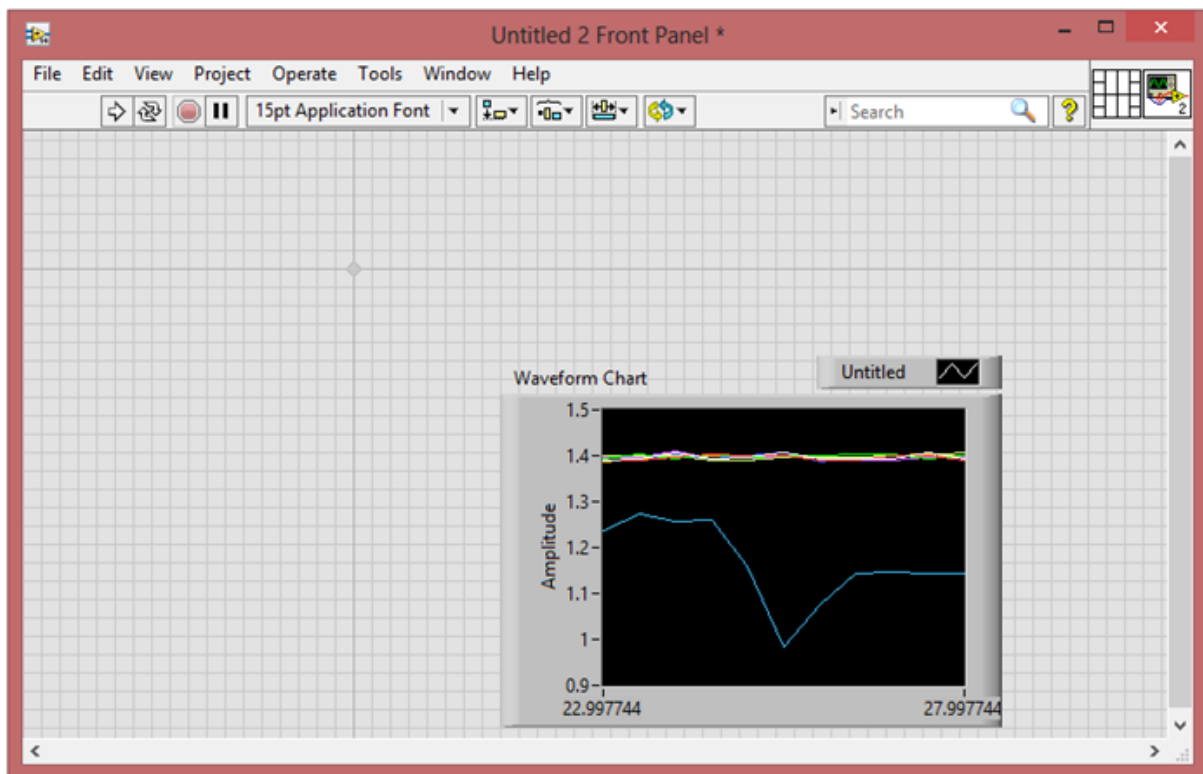 Untitled 2 Front Panel *
File Edit View Project Operate Tools Window Help
15pt Application Font Search ? 2
Waveform Chart Untitled
1.5
1.4
1.3
1.2
1.1
1
0.9
Amplitude
22.997744 27.997744